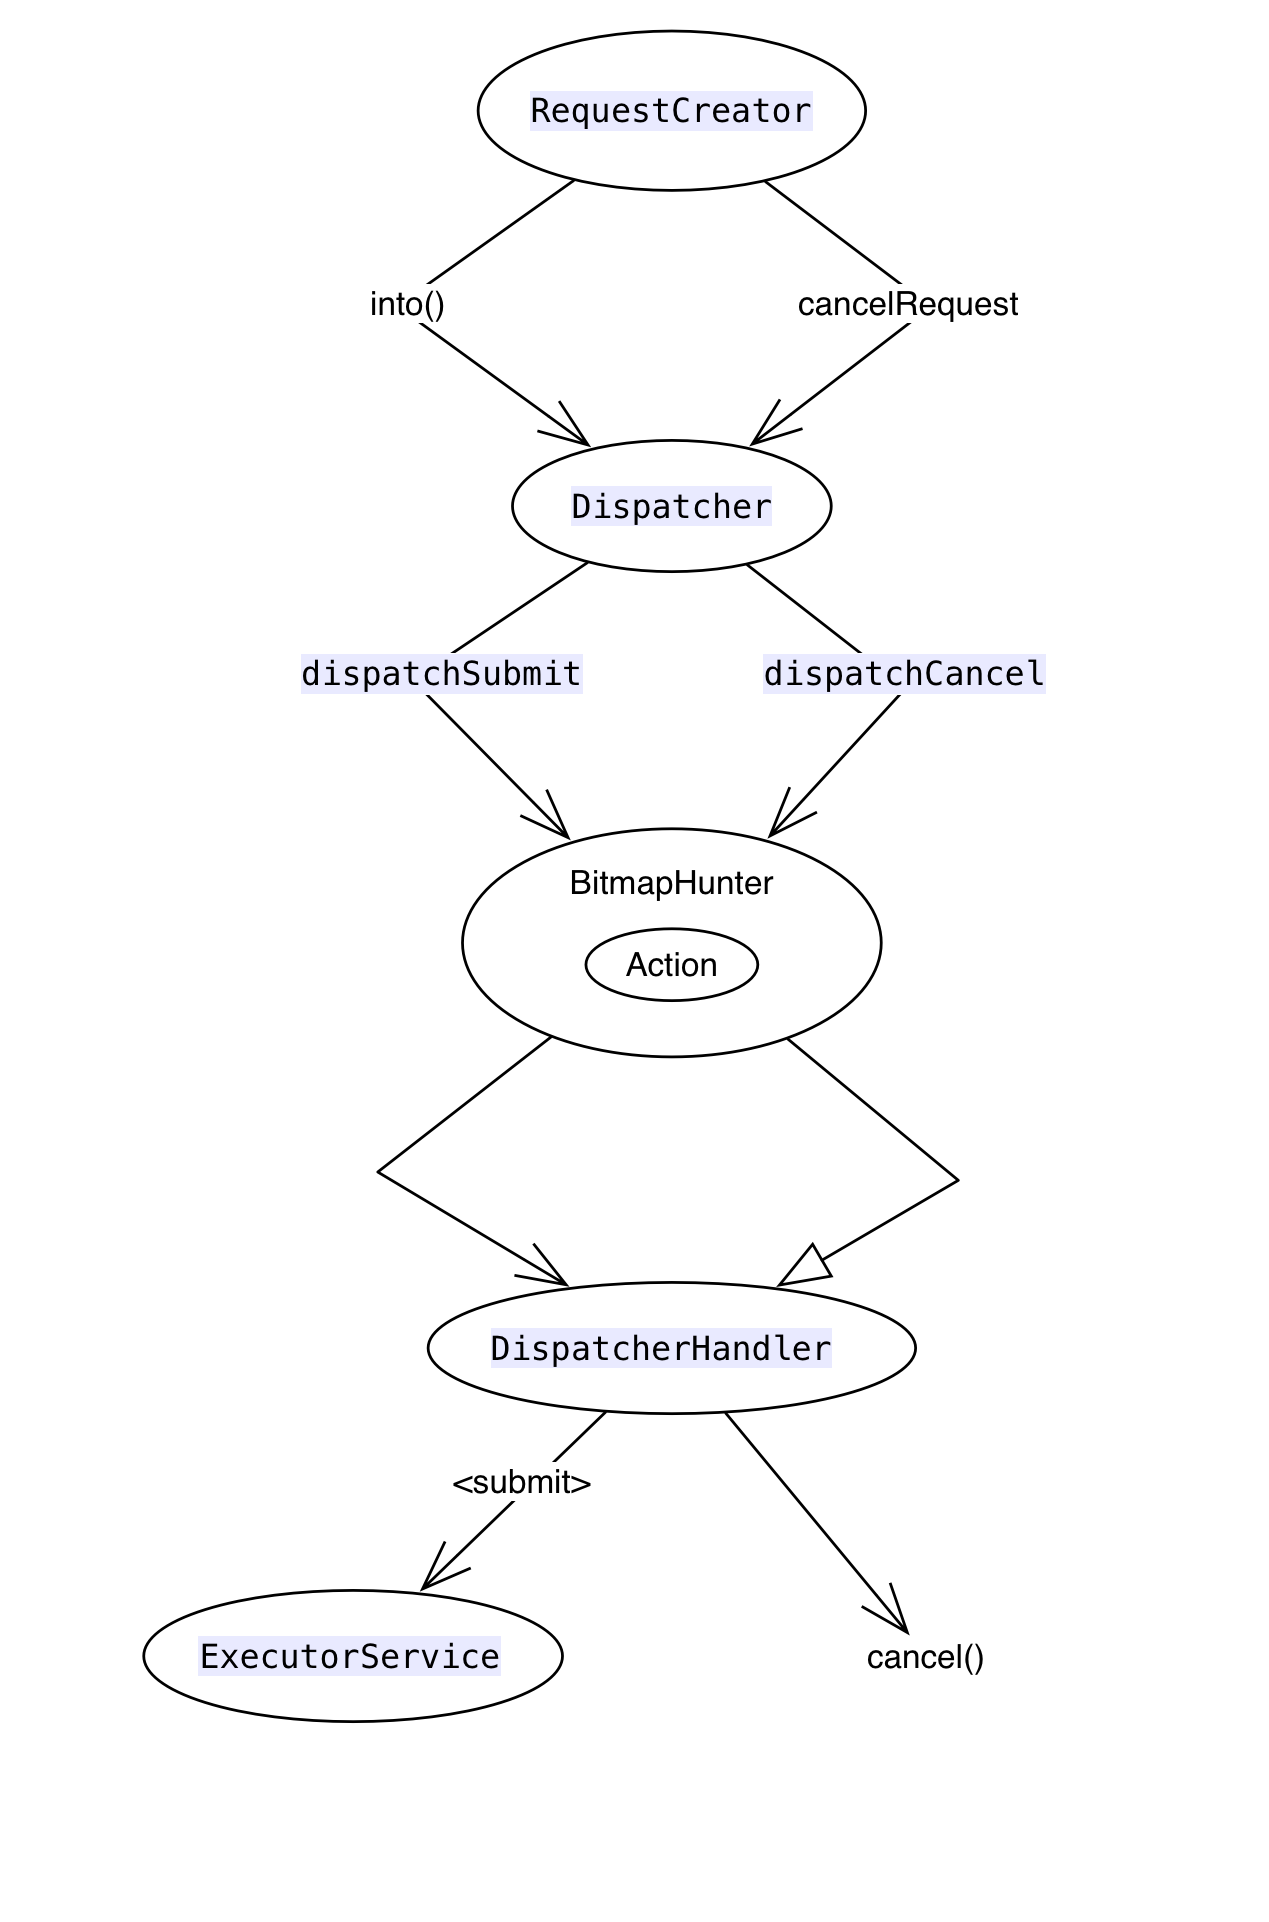 RequestCreator
into()
cancelRequest
Dispatcher
dispatchSubmit
dispatchCancel
BitmapHunter
Action
DispatcherHandler
<submit>
ExecutorService
cancel()